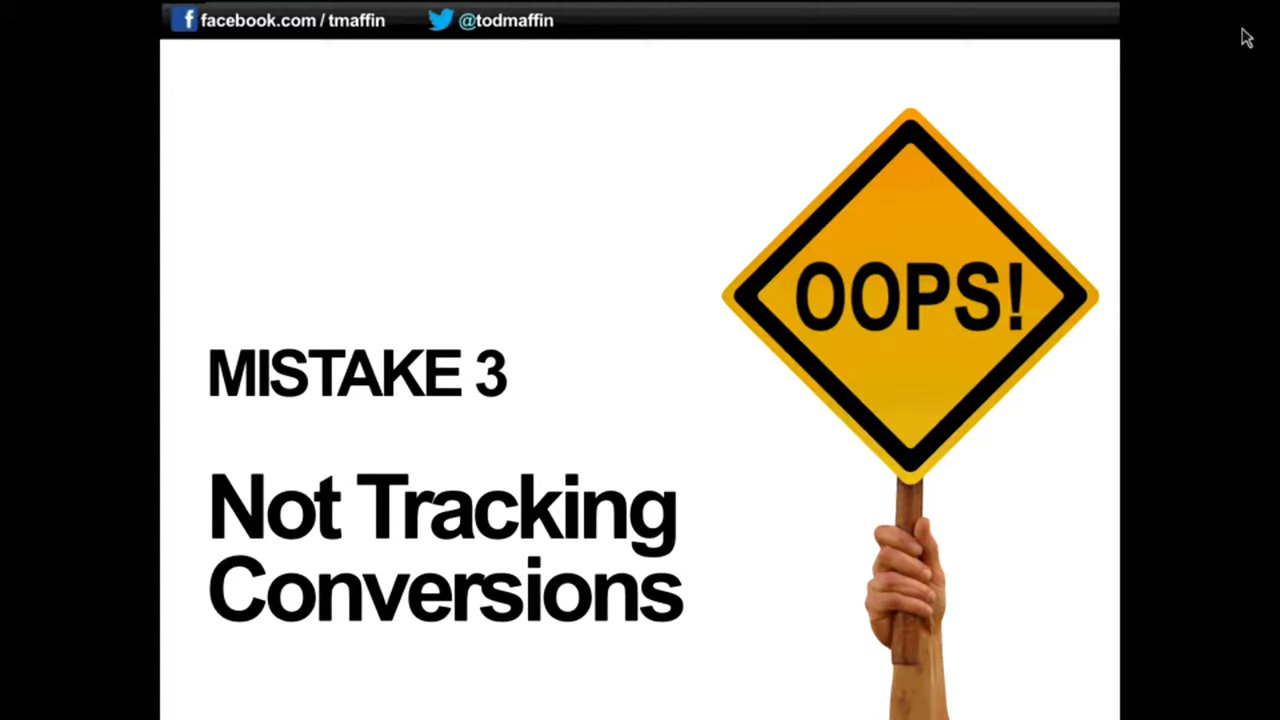 facebook.com / tmaffin
@todmaffin
OOPS!
MISTAKE 3
Not Tracking
Conversions